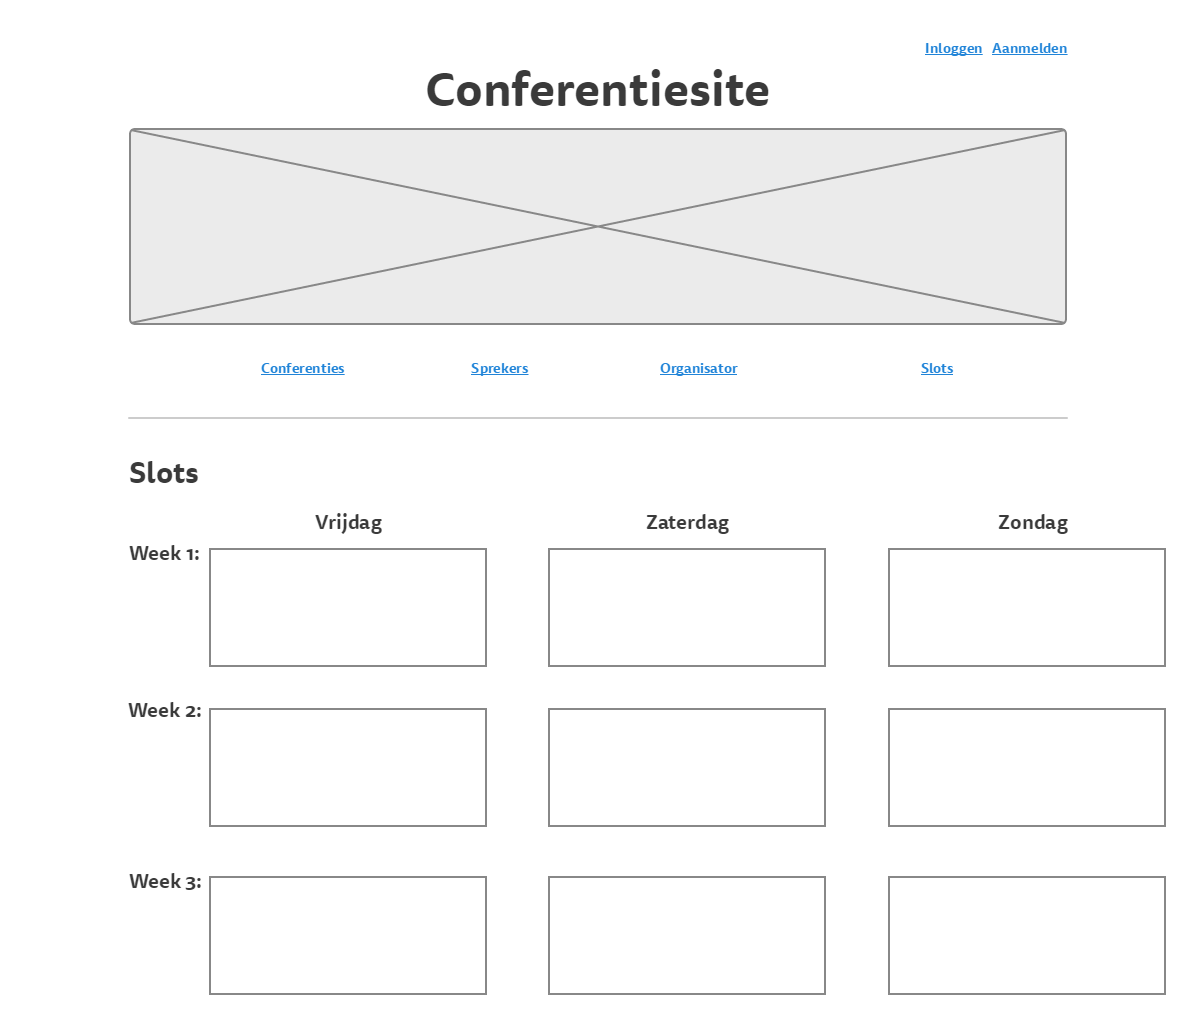 Inloggen Aanmelden
Conferentiesite
Conferenties Sprekers Organisator Slots
Slots
Vrijdag Zaterdag Zondag
Week 1:
Week 2:
Week 3: